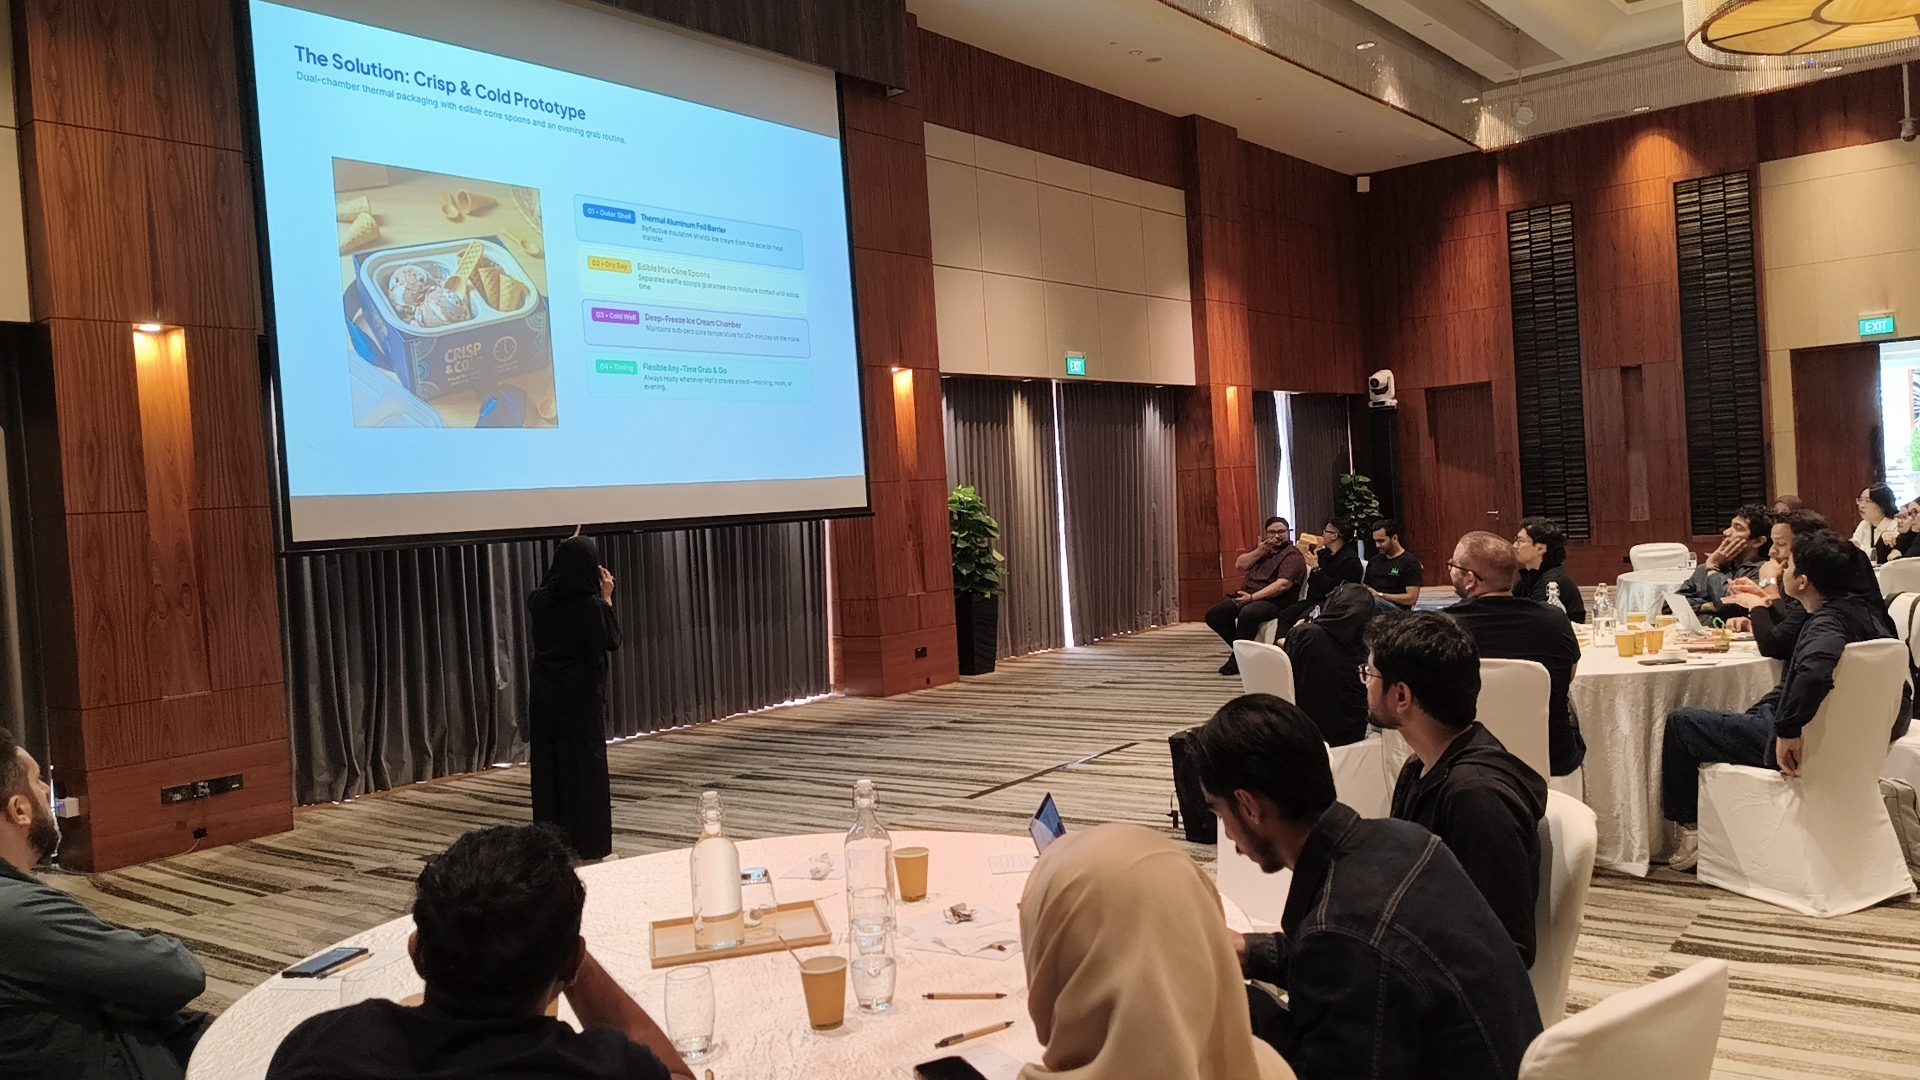 The Solution: Crisp & Cold Prototype
Dual-chamber thermal packaging with edible cone spoons and an evening grab routine.
01 • Outer Shell
Thermal Aluminum Foil Barrier
Reflective insulation shields ice cream from hot exterior heat
transfer.
02 • Dry Bay
Edible Mini Cone Spoons
Separated waffle scoops guarantee zero moisture contact until scoop
time.
03 • Cold Well
Deep-Freeze Ice Cream Chamber
Maintains sub-zero core temperature for 30+ minutes on the move.
04 • Timing
Flexible Any-Time Grab & Go
Always ready whenever Hafiz craves a treat—morning, noon, or
evening.
CRISP
& CO
EXIT
EXIT